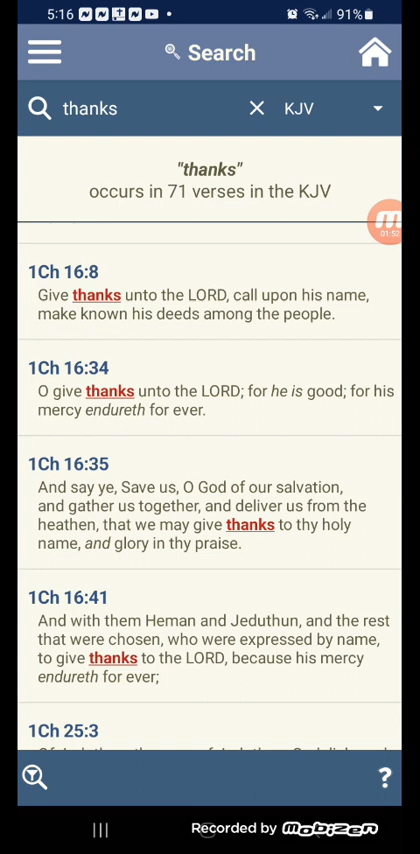 5:16
91%
Search
thanks
KJV
"thanks"
occurs in 71 verses in the KJV
01:52
1Ch 16:8
Give thanks unto the LORD, call upon his name,
make known his deeds among the people.
1Ch 16:34
O give thanks unto the LORD; for he is good; for his
mercy endureth for ever.
1Ch 16:35
And say ye, Save us, O God of our salvation,
and gather us together, and deliver us from the
heathen, that we may give thanks to thy holy
name, and glory in thy praise.
1Ch 16:41
And with them Heman and Jeduthun, and the rest
that were chosen, who were expressed by name,
to give thanks to the LORD, because his mercy
endureth for ever;
1Ch 25:3
?
Recorded by mobizen